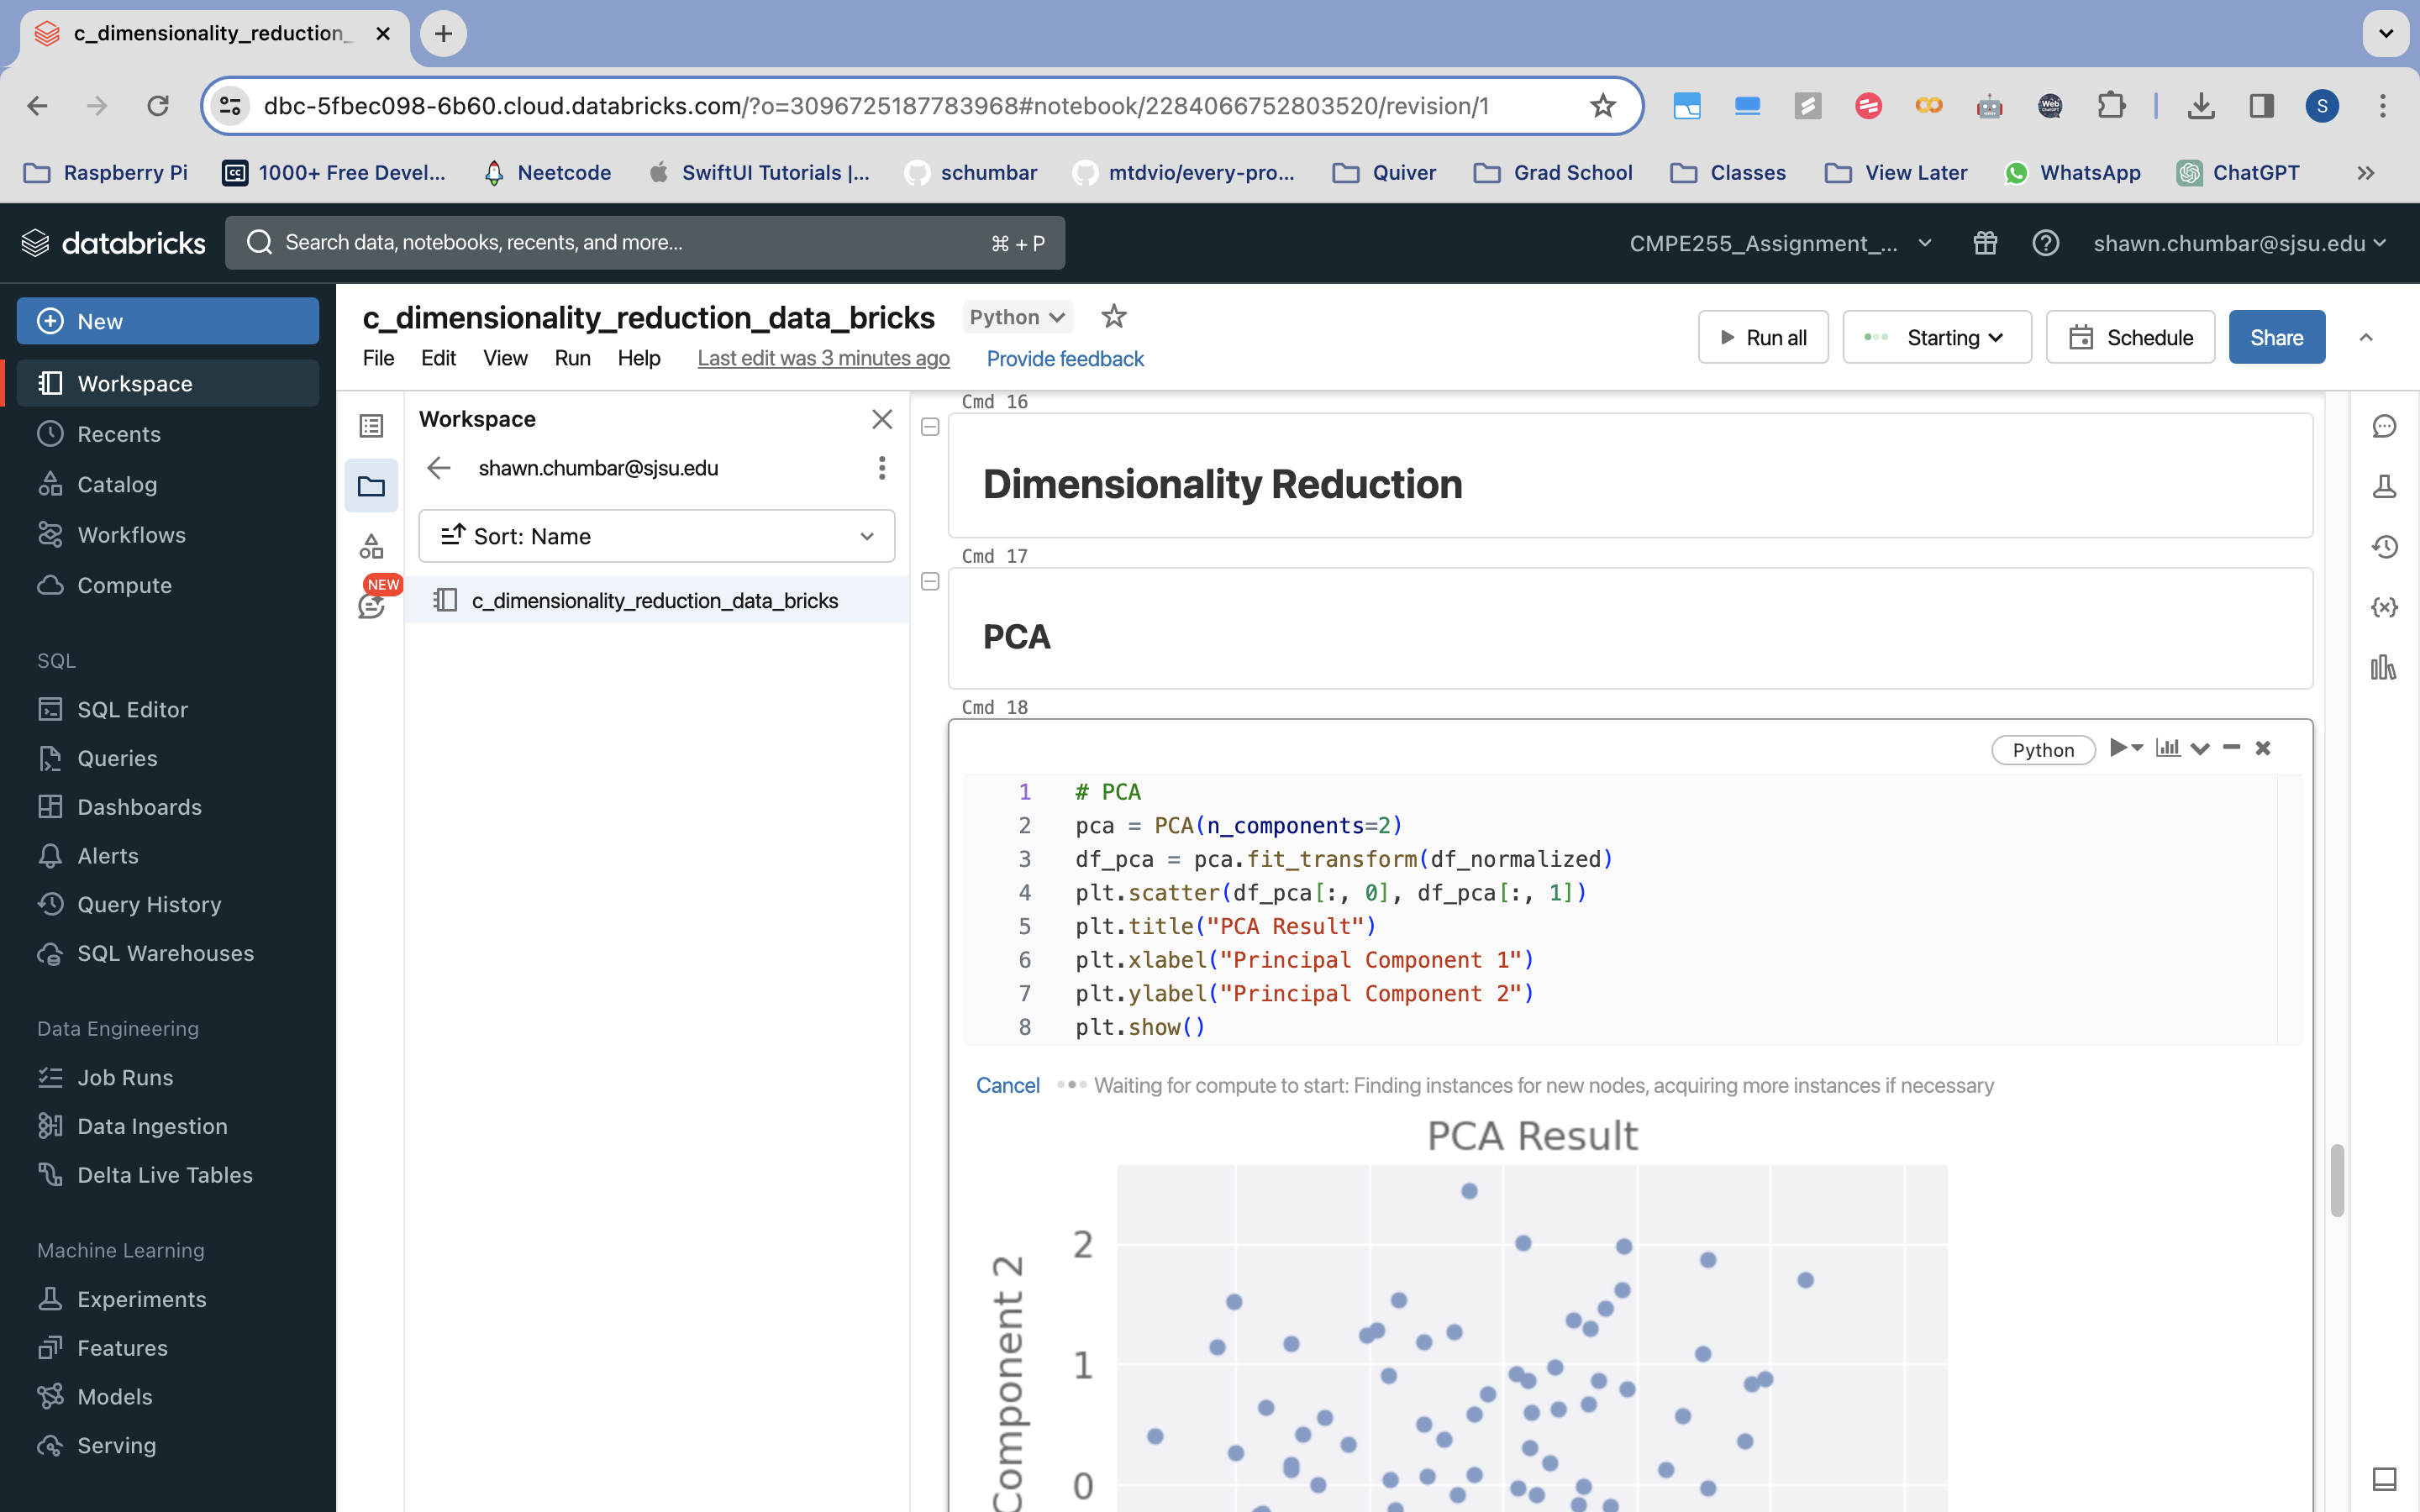 c_dimensionality_reduction_
dbc-5fbec098-6b60.cloud.databricks.com/?o=3096725187783968#notebook/2284066752803520/revision/1
S
Raspberry Pi
1000+ Free Devel...
Neetcode
SwiftUI Tutorials |...
schumbar
mtdvio/every-pro...
Quiver
Grad School
Classes
View Later
WhatsApp
ChatGPT
databricks
Search data, notebooks, recents, and more...
⌘ + P
CMPE255_Assignment_...
shawn.chumbar@sjsu.edu
New
Workspace
Recents
Catalog
Workflows
Compute
SQL
SQL Editor
Queries
Dashboards
Alerts
Query History
SQL Warehouses
Data Engineering
Job Runs
Data Ingestion
Delta Live Tables
Machine Learning
Experiments
Features
Models
Serving
c_dimensionality_reduction_data_bricks
Python
File Edit View Run Help Last edit was 3 minutes ago Provide feedback
Run all
Starting
Schedule
Share
Workspace
shawn.chumbar@sjsu.edu
Sort: Name
NEW
c_dimensionality_reduction_data_bricks
Cmd 16
Dimensionality Reduction
Cmd 17
PCA
Cmd 18
Python
1 # PCA
2 pca = PCA(n_components=2)
3 df_pca = pca.fit_transform(df_normalized)
4 plt.scatter(df_pca[:, 0], df_pca[:, 1])
5 plt.title("PCA Result")
6 plt.xlabel("Principal Component 1")
7 plt.ylabel("Principal Component 2")
8 plt.show()
Cancel Waiting for compute to start: Finding instances for new nodes, acquiring more instances if necessary
PCA Result
2
1
0
Component 2